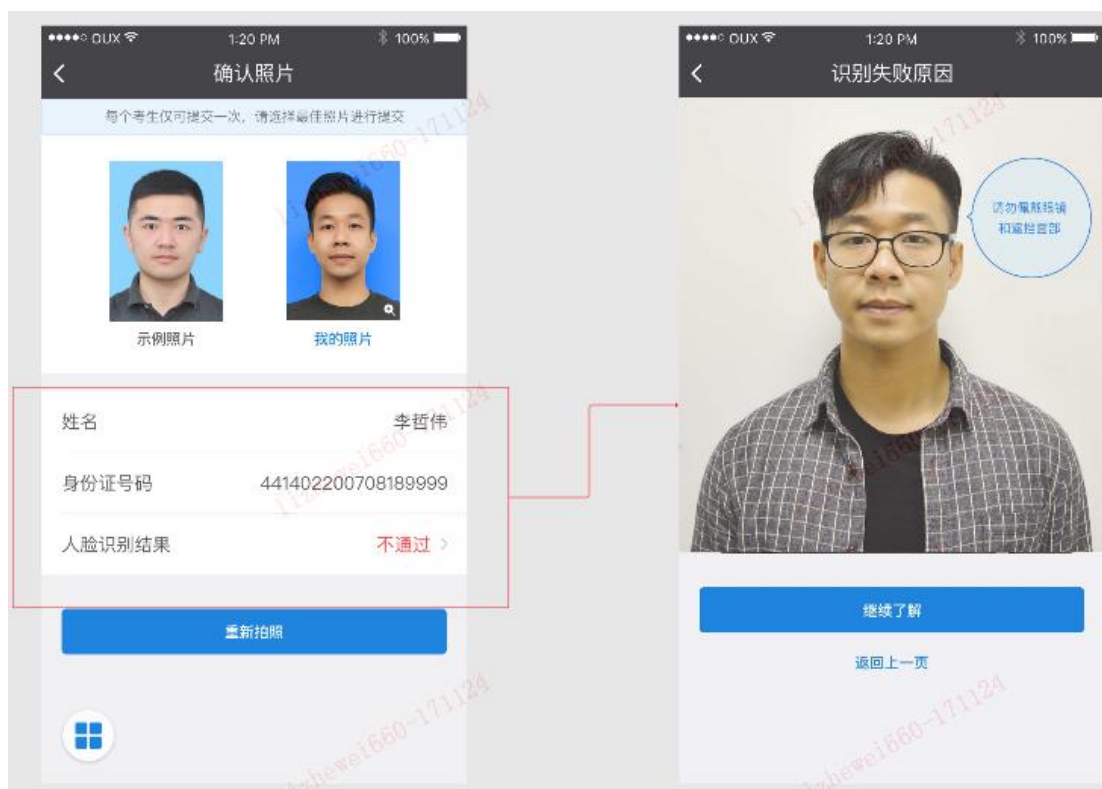 ●●●●○ OUX 1:20 PM 100%
确认照片
每个考生仅可提交一次，请选择最佳照片进行提交
示例照片 我的照片
姓名 李哲伟
身份证号码 441402200708189999
人脸识别结果 不通过
重新拍照
●●●●○ OUX 1:20 PM 100%
识别失败原因
请勿佩戴眼镜
和遮挡面部
继续了解
返回上一页
lizhewei660-171124